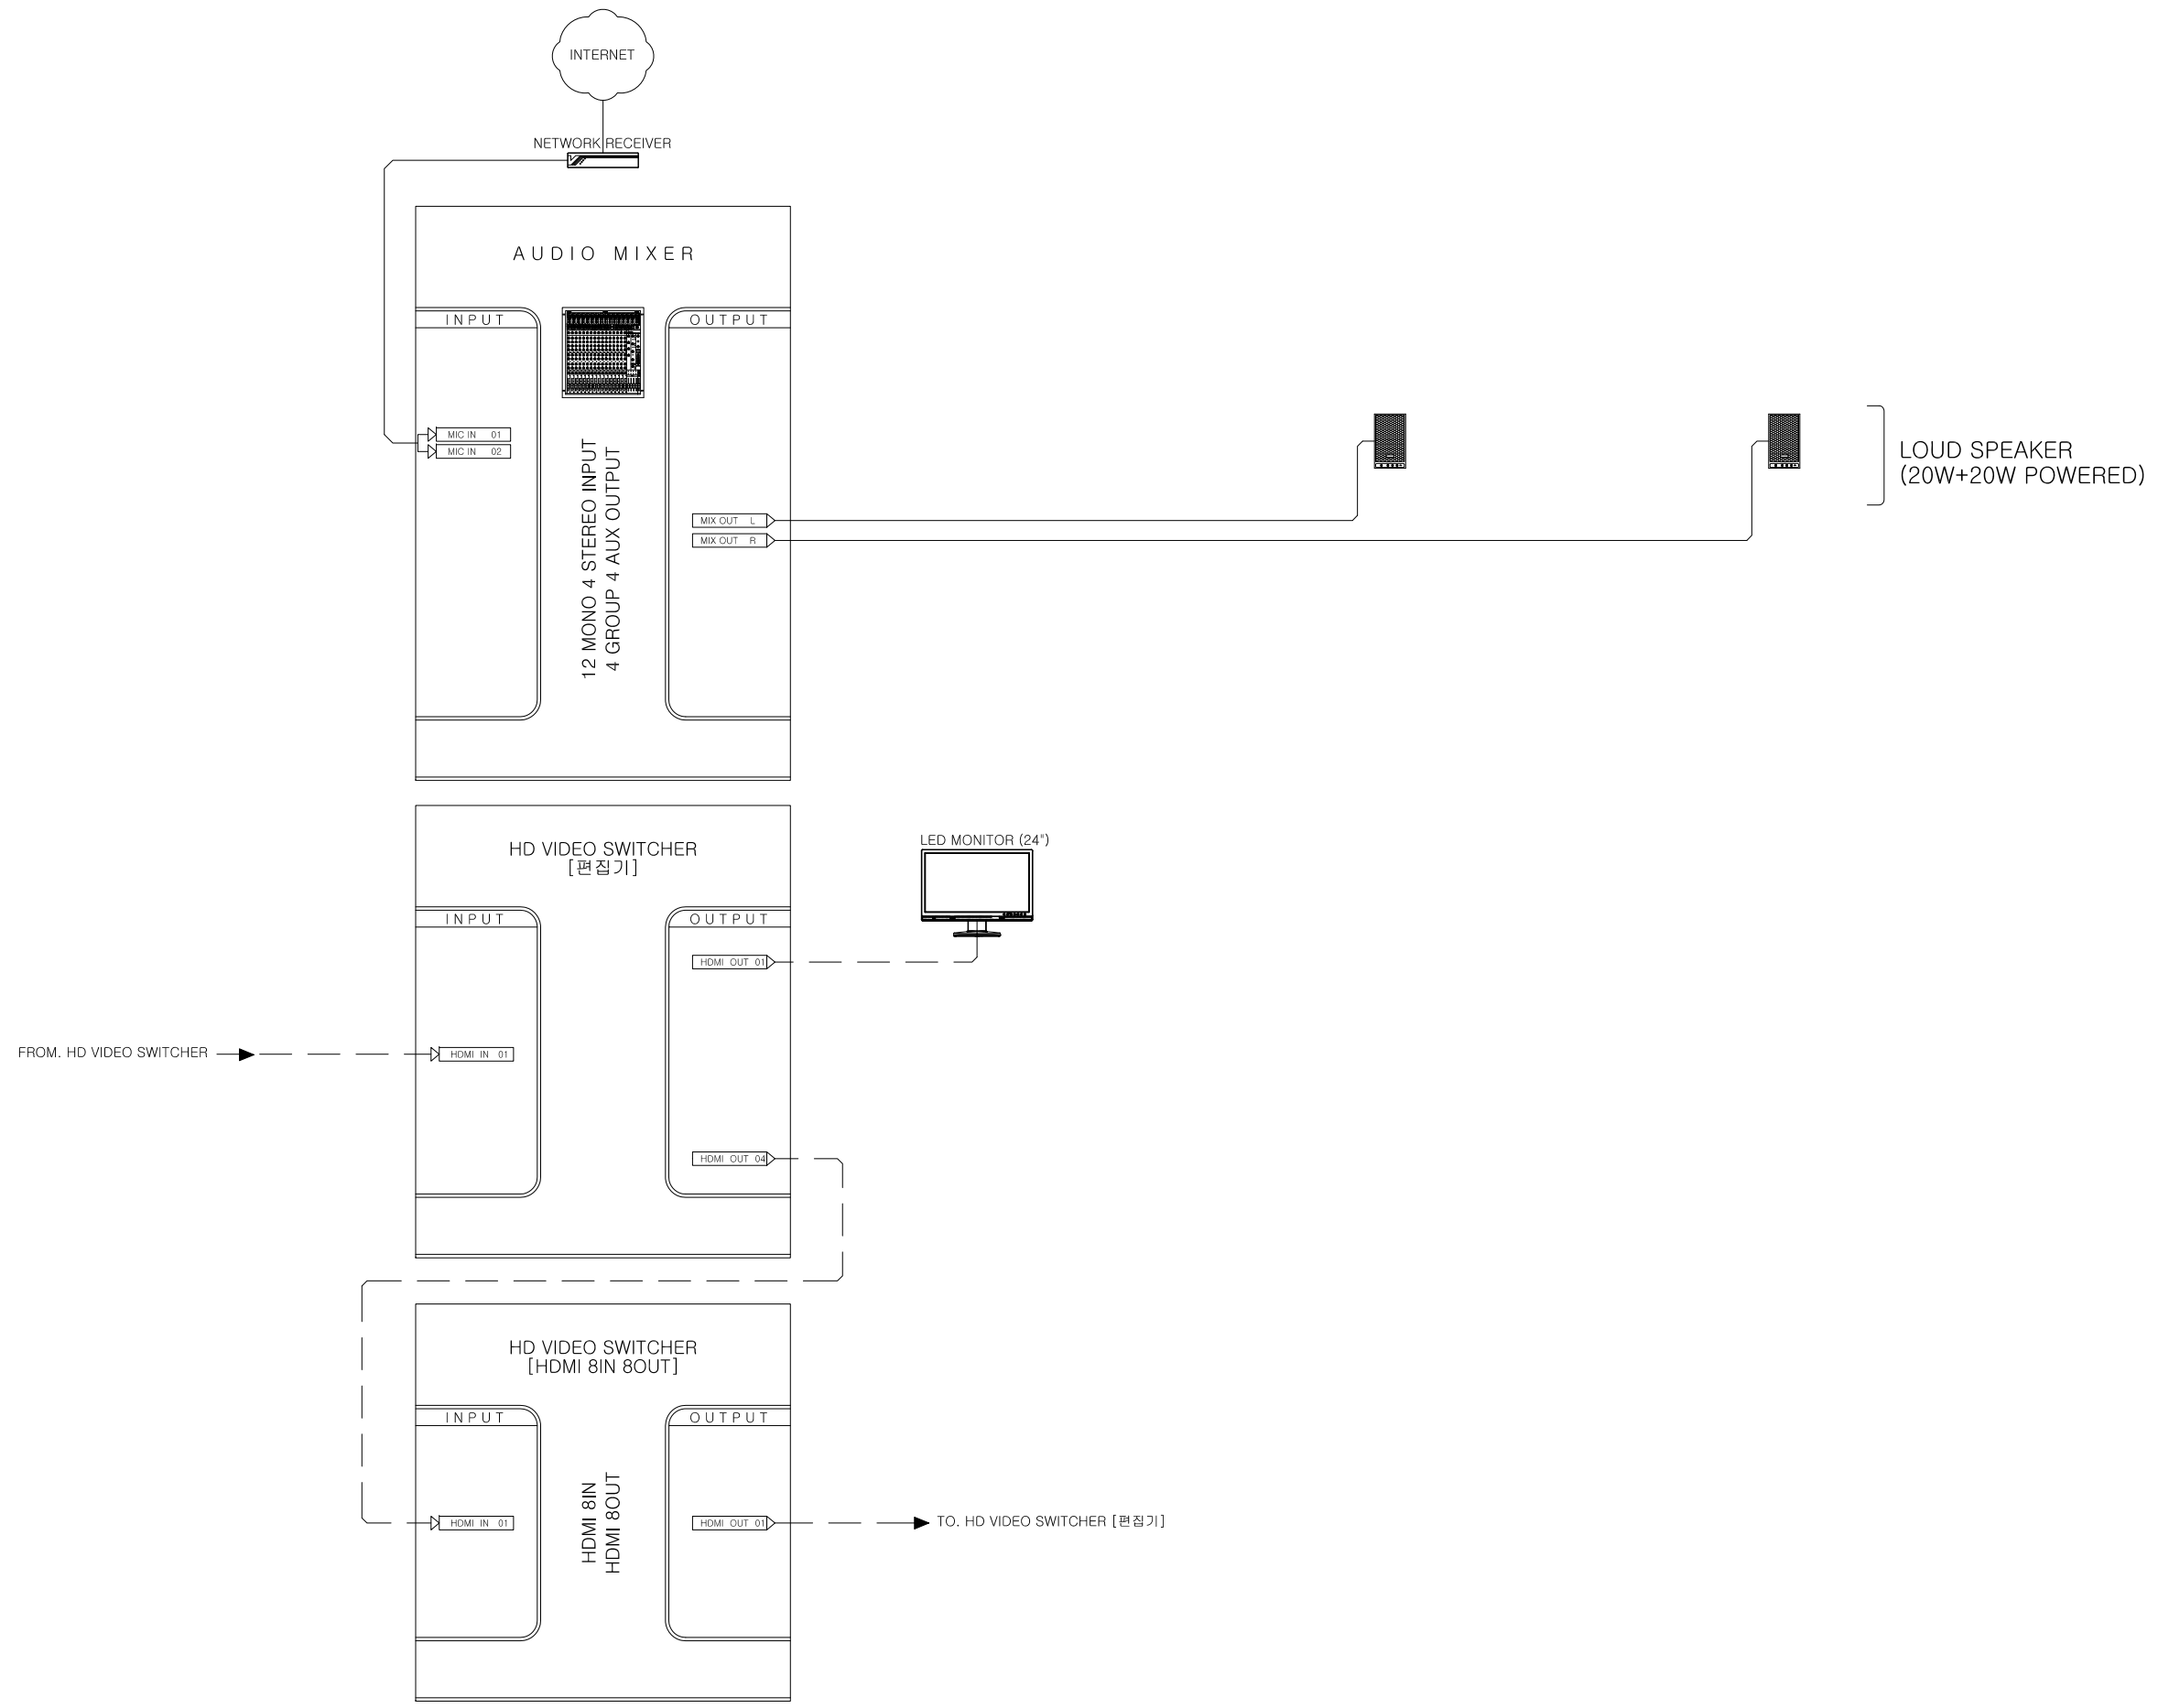 INTERNET
NETWORK RECEIVER
AUDIO MIXER
INPUT
OUTPUT
MIC IN 01
MIC IN 02
12 MONO 4 STEREO INPUT
4 GROUP 4 AUX OUTPUT
MIX OUT L
MIX OUT R
LOUD SPEAKER
(20W+20W POWERED)
HD VIDEO SWITCHER
[편집기]
LED MONITOR (24")
INPUT
OUTPUT
HDMI OUT 01
FROM. HD VIDEO SWITCHER
HDMI IN 01
HDMI OUT 04
HD VIDEO SWITCHER
[HDMI 8IN 8OUT]
INPUT
OUTPUT
HDMI 8IN
HDMI 8OUT
HDMI IN 01
HDMI OUT 01
TO. HD VIDEO SWITCHER [편집기]